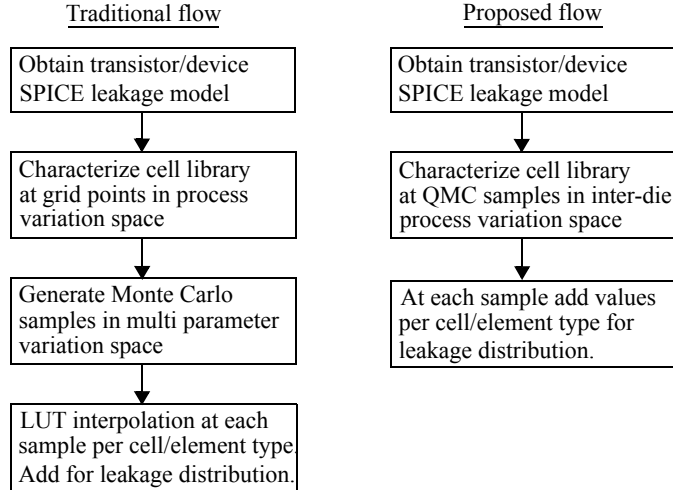 Traditional flow
Obtain transistor/device
SPICE leakage model
Characterize cell library
at grid points in process
variation space
Generate Monte Carlo
samples in multi parameter
variation space
LUT interpolation at each
sample per cell/element type.
Add for leakage distribution.
Proposed flow
Obtain transistor/device
SPICE leakage model
Characterize cell library
at QMC samples in inter-die
process variation space
At each sample add values
per cell/element type for
leakage distribution.